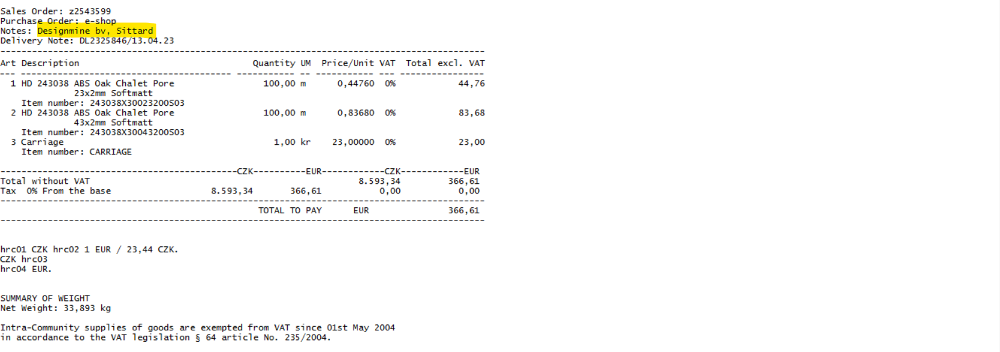 Sales Order: z2543599
Purchase Order: e-shop
Notes: Designmine bv, Sittard
Delivery Note: DL2325846/13.04.23
--------------------------------------------------------------------------------------------
Art Description                                 Quantity UM  Price/Unit VAT  Total excl. VAT
--- ---------------------------------------- ----------- -- ----------- --- ----------------
  1 HD 243038 ABS Oak Chalet Pore                 100,00 m      0,44760  0%            44,76
              23x2mm Softmatt
    Item number: 243038X30023200S03
  2 HD 243038 ABS Oak Chalet Pore                 100,00 m      0,83680  0%            83,68
              43x2mm Softmatt
    Item number: 243038X30043200S03
  3 Carriage                                        1,00 kr    23,00000  0%            23,00
    Item number: CARRIAGE
---------------------------------------------CZK----------EUR------------CZK------------EUR
Total without VAT                                                   8.593,34         366,61
Tax  0% From the base                   8.593,34       366,61           0,00           0,00
--------------------------------------------------------------------------------------------
                                                 TOTAL TO PAY      EUR               366,61
--------------------------------------------------------------------------------------------
hrc01 CZK hrc02 1 EUR / 23,44 CZK.
CZK hrc03
hrc04 EUR.
SUMMARY OF WEIGHT
Net Weight: 33,893 kg
Intra-Community supplies of goods are exempted from VAT since 01st May 2004
in accordance to the VAT legislation § 64 article No. 235/2004.